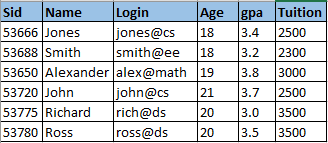 Sid Name Login Age gpa Tuition
53666 Jones jones@cs 18 3.4 2500
53688 Smith smith@ee 18 3.2 2300
53650 Alexander alex@math 19 3.8 3000
53720 John john@cs 21 3.7 2500
53775 Richard rich@ds 20 3.0 3500
53780 Ross ross@ds 20 3.5 3500